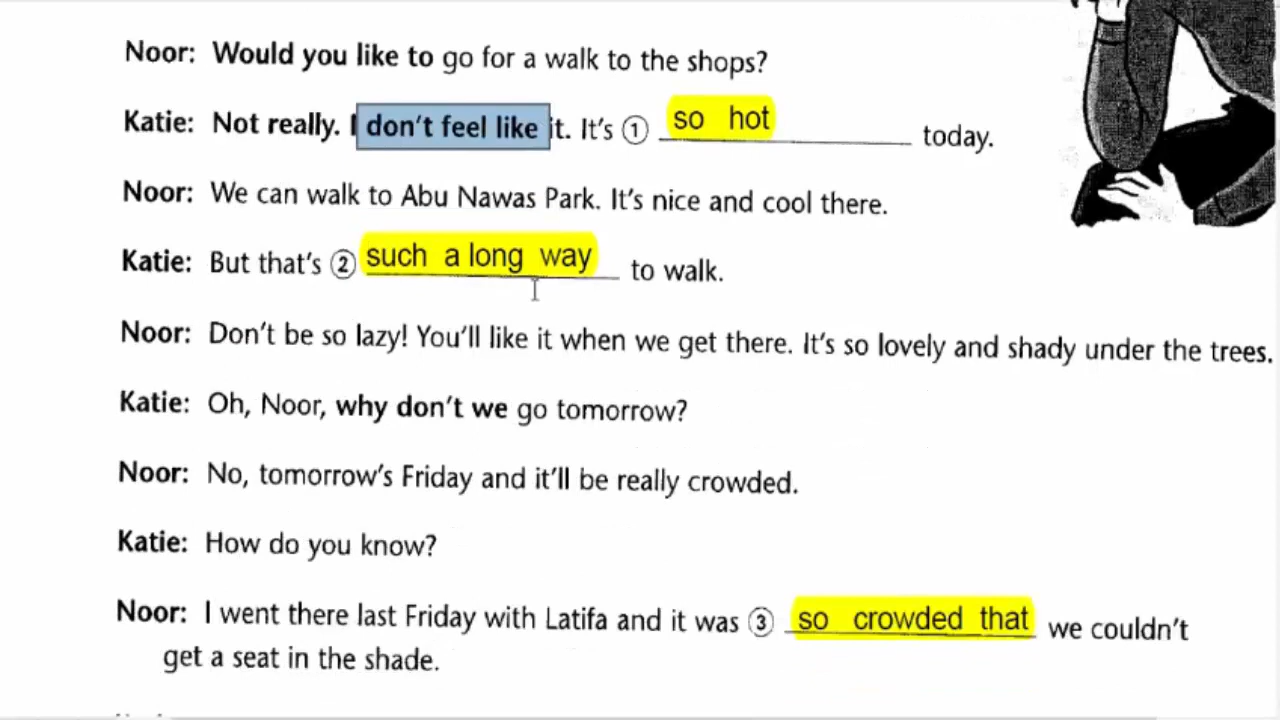 Noor: Would you like to go for a walk to the shops?
Katie: Not really. I don't feel like it. It's ① so hot today.
Noor: We can walk to Abu Nawas Park. It's nice and cool there.
Katie: But that's ② such a long way to walk.
Noor: Don't be so lazy! You'll like it when we get there. It's so lovely and shady under the trees.
Katie: Oh, Noor, why don't we go tomorrow?
Noor: No, tomorrow's Friday and it'll be really crowded.
Katie: How do you know?
Noor: I went there last Friday with Latifa and it was ③ so crowded that we couldn't
get a seat in the shade.